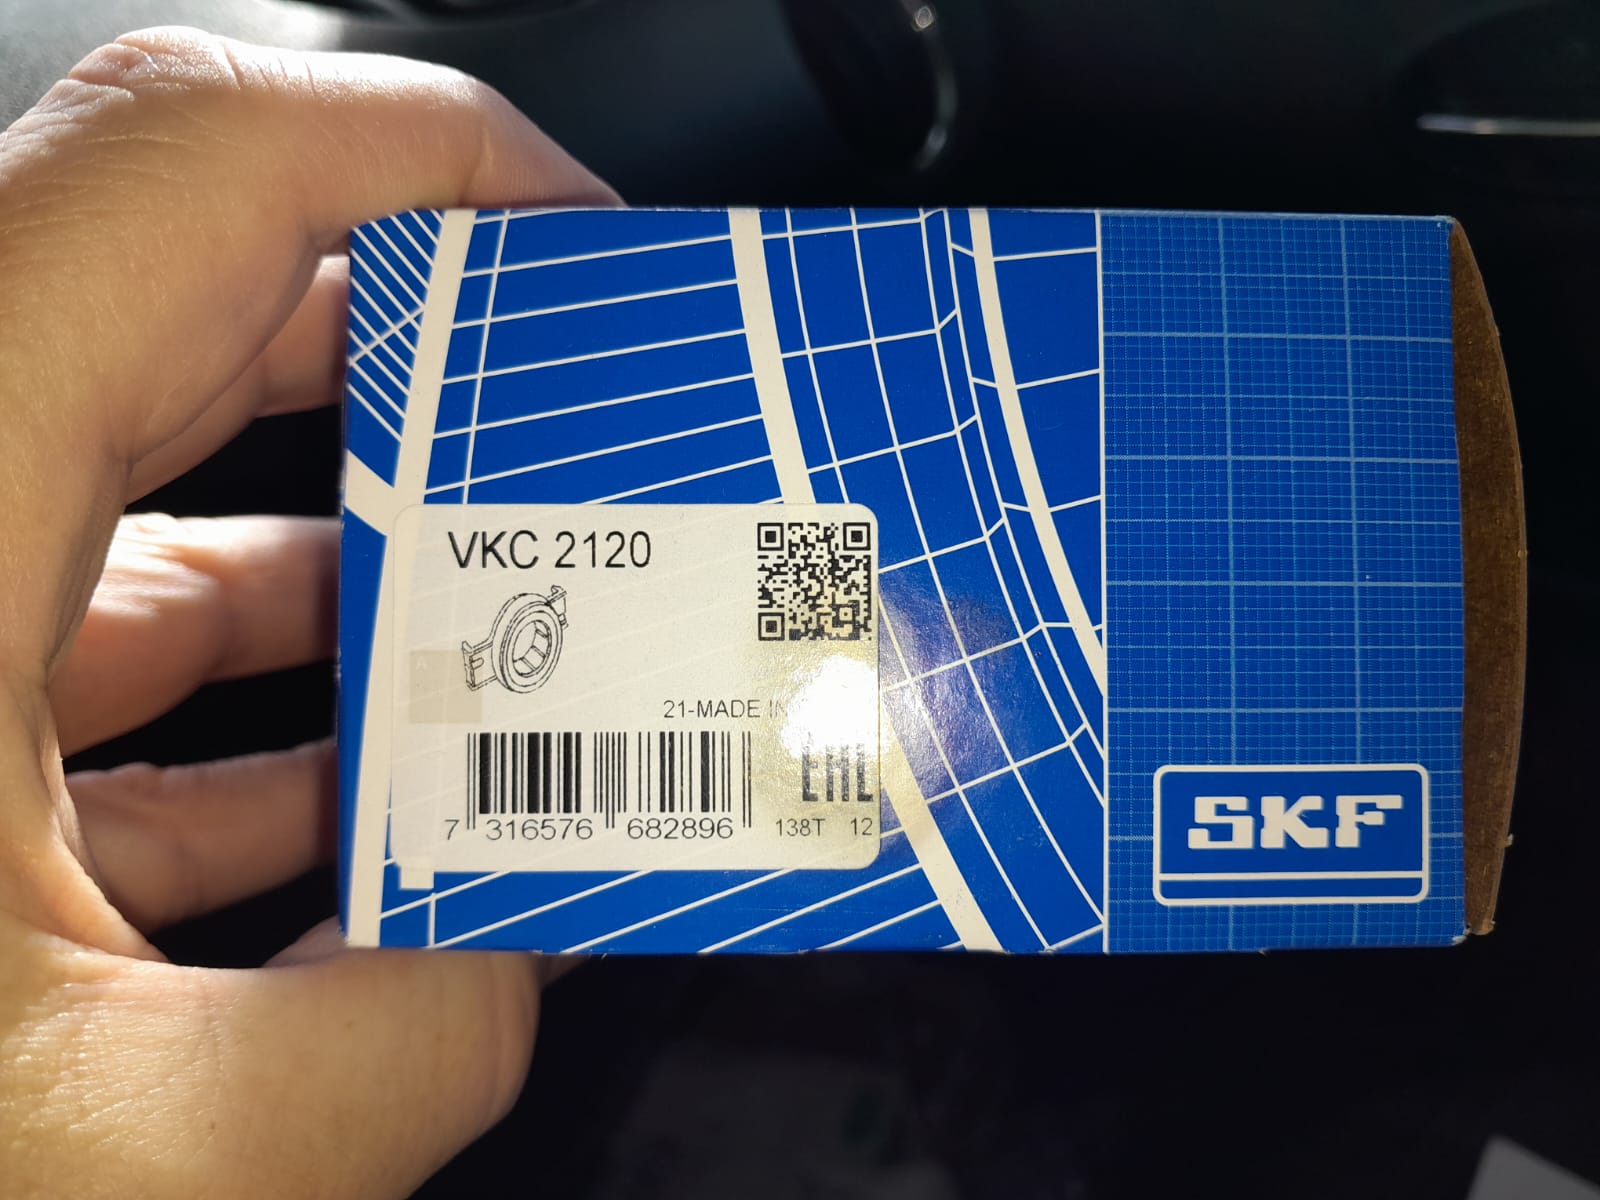 VKC 2120
21-MADE IN
7 316576 682896
EAC
138T 12
SKF